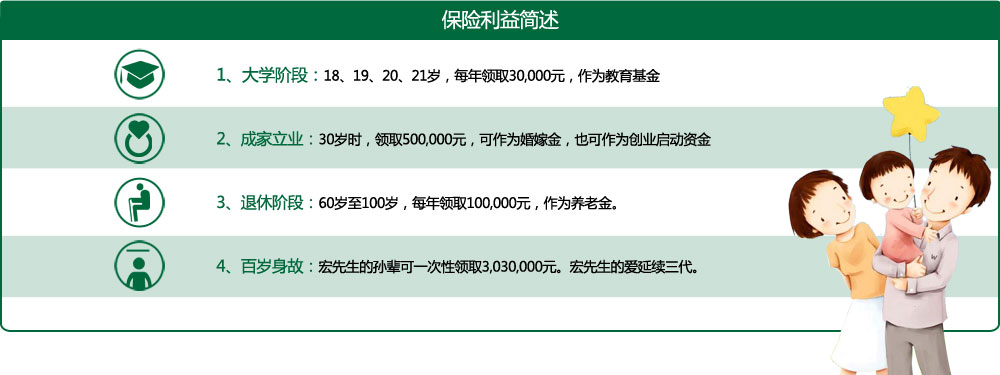 保险利益简述
1、大学阶段：18、19、20、21岁，每年领取30,000元，作为教育基金
2、成家立业：30岁时，领取500,000元，可作为婚嫁金，也可作为创业启动资金
3、退休阶段：60岁至100岁，每年领取100,000元，作为养老金。
4、百岁身故：宏先生的孙辈可一次性领取3,030,000元。宏先生的爱延续三代。